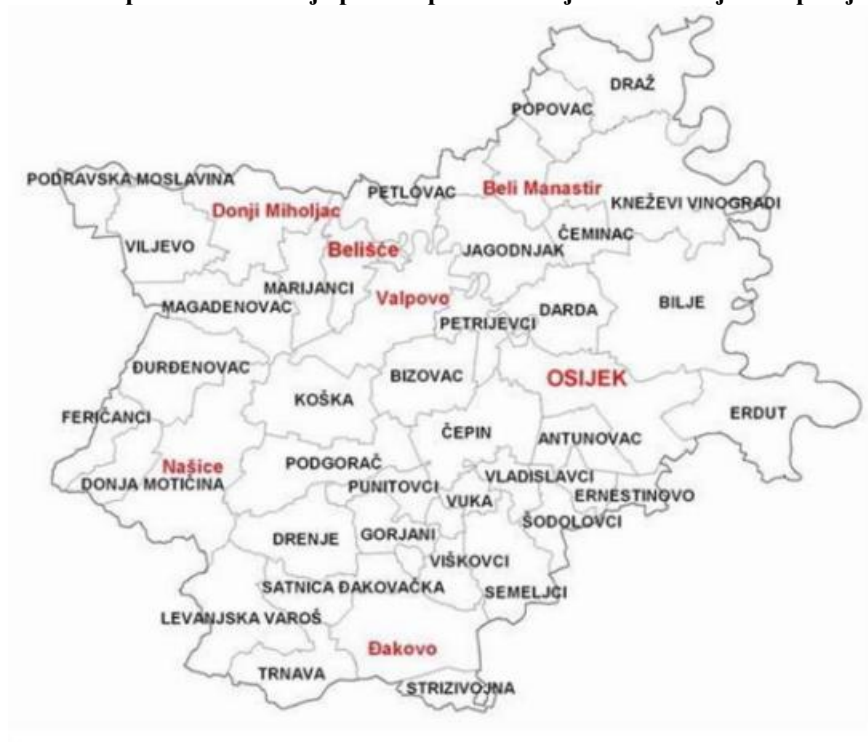 DRAŽ
POPOVAC
PODRAVSKA MOSLAVINA
PETLOVAC
Beli Manastir
KNEŽEVI VINOGRADI
Donji Miholjac
ČEMINAC
VILJEVO
Belišće
JAGODNJAK
MARIJANCI
Valpovo
BILJE
MAGADENOVAC
DARDA
PETRIJEVCI
ĐURĐENOVAC
BIZOVAC
OSIJEK
KOŠKA
FERIČANCI
ERDUT
ČEPIN
ANTUNOVAC
Našice
PODGORAČ
DONJA MOTIČINA
PUNITOVCI
VLADISLAVCI
VUKA
ERNESTINOVO
ŠODOLOVCI
DRENJE
GORJANI
VIŠKOVCI
SATNICA ĐAKOVAČKA
SEMELJCI
LEVANJSKA VAROŠ
Đakovo
TRNAVA
STRIZIVOJNA